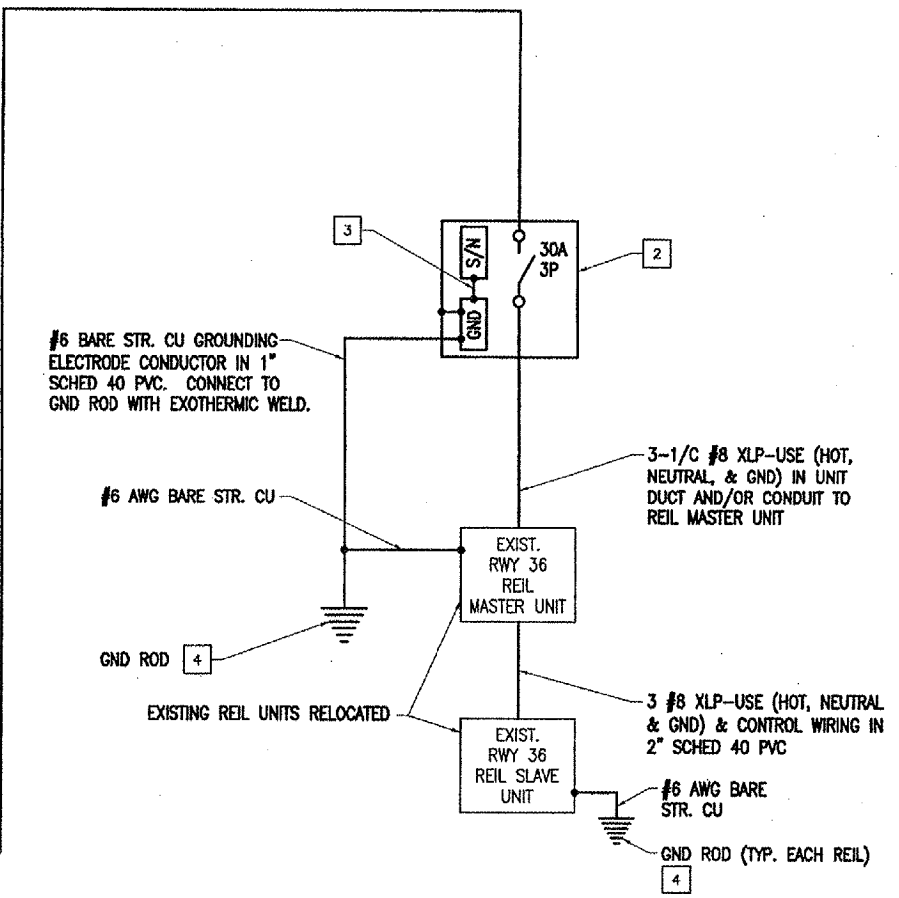 3
S/N
30A
3P
2
GND
#6 BARE STR. CU GROUNDING
ELECTRODE CONDUCTOR IN 1"
SCHED 40 PVC. CONNECT TO
GND ROD WITH EXOTHERMIC WELD.
3-1/C #8 XLP-USE (HOT,
NEUTRAL, & GND) IN UNIT
DUCT AND/OR CONDUIT TO
REIL MASTER UNIT
#6 AWG BARE STR. CU
EXIST.
RWY 36
REIL
MASTER UNIT
GND ROD 4
EXISTING REIL UNITS RELOCATED
3 #8 XLP-USE (HOT, NEUTRAL
& GND) & CONTROL WIRING IN
2" SCHED 40 PVC
EXIST.
RWY 36
REIL SLAVE
UNIT
#6 AWG BARE
STR. CU
GND ROD (TYP. EACH REIL)
4